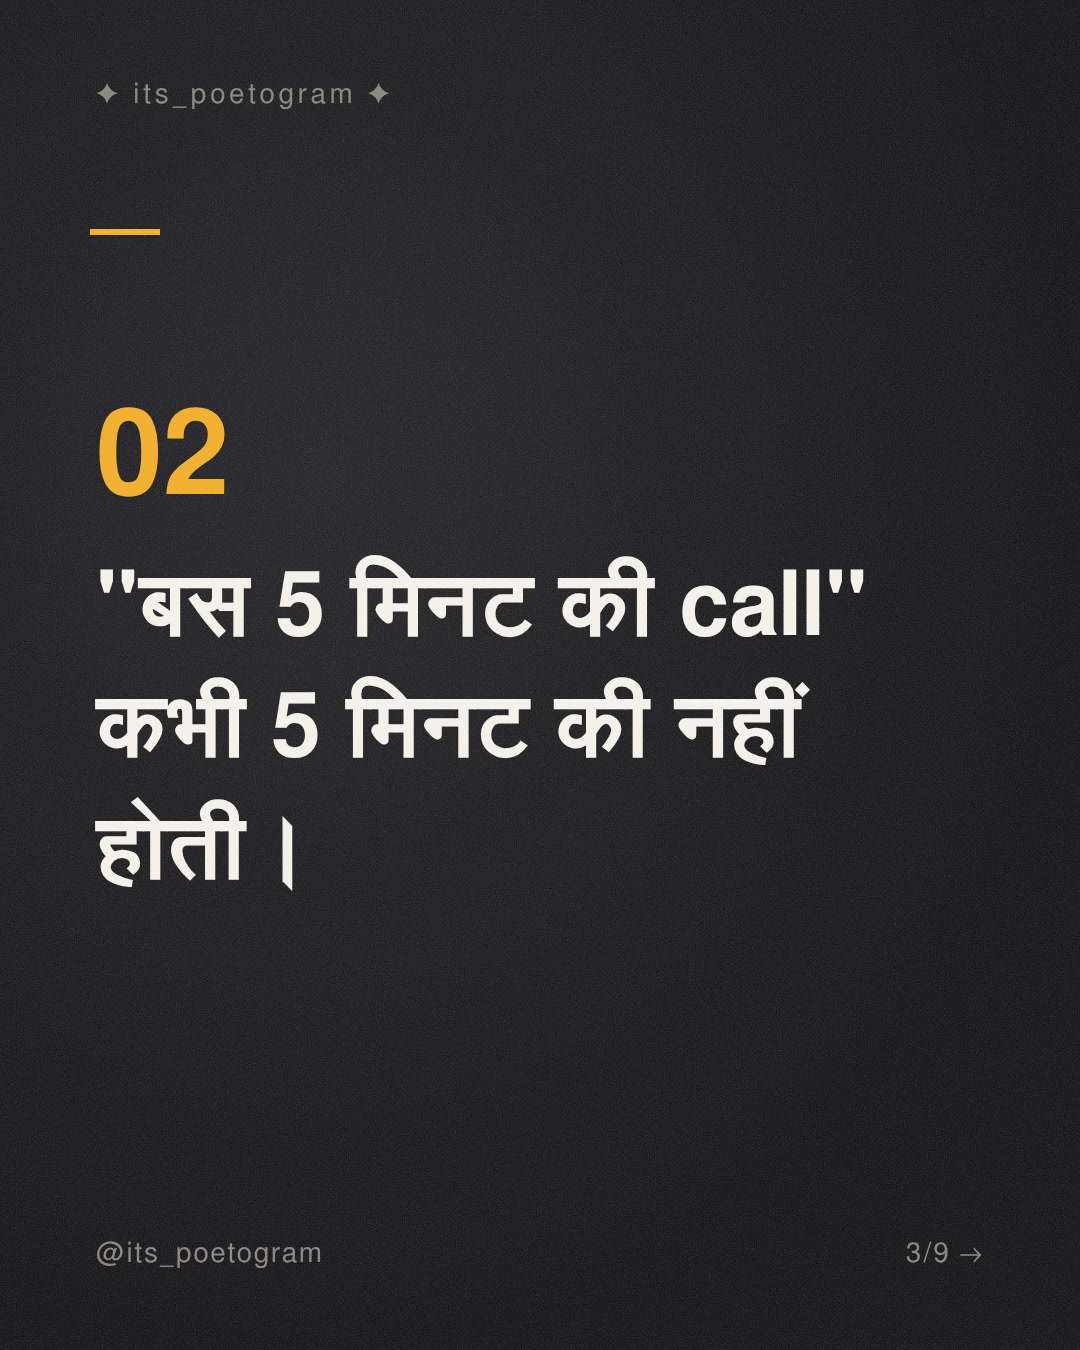 ✦ its_poetogram ✦
02
"बस 5 मिनट की call"
कभी 5 मिनट की नहीं
होती ।
@its_poetogram
3/9 →